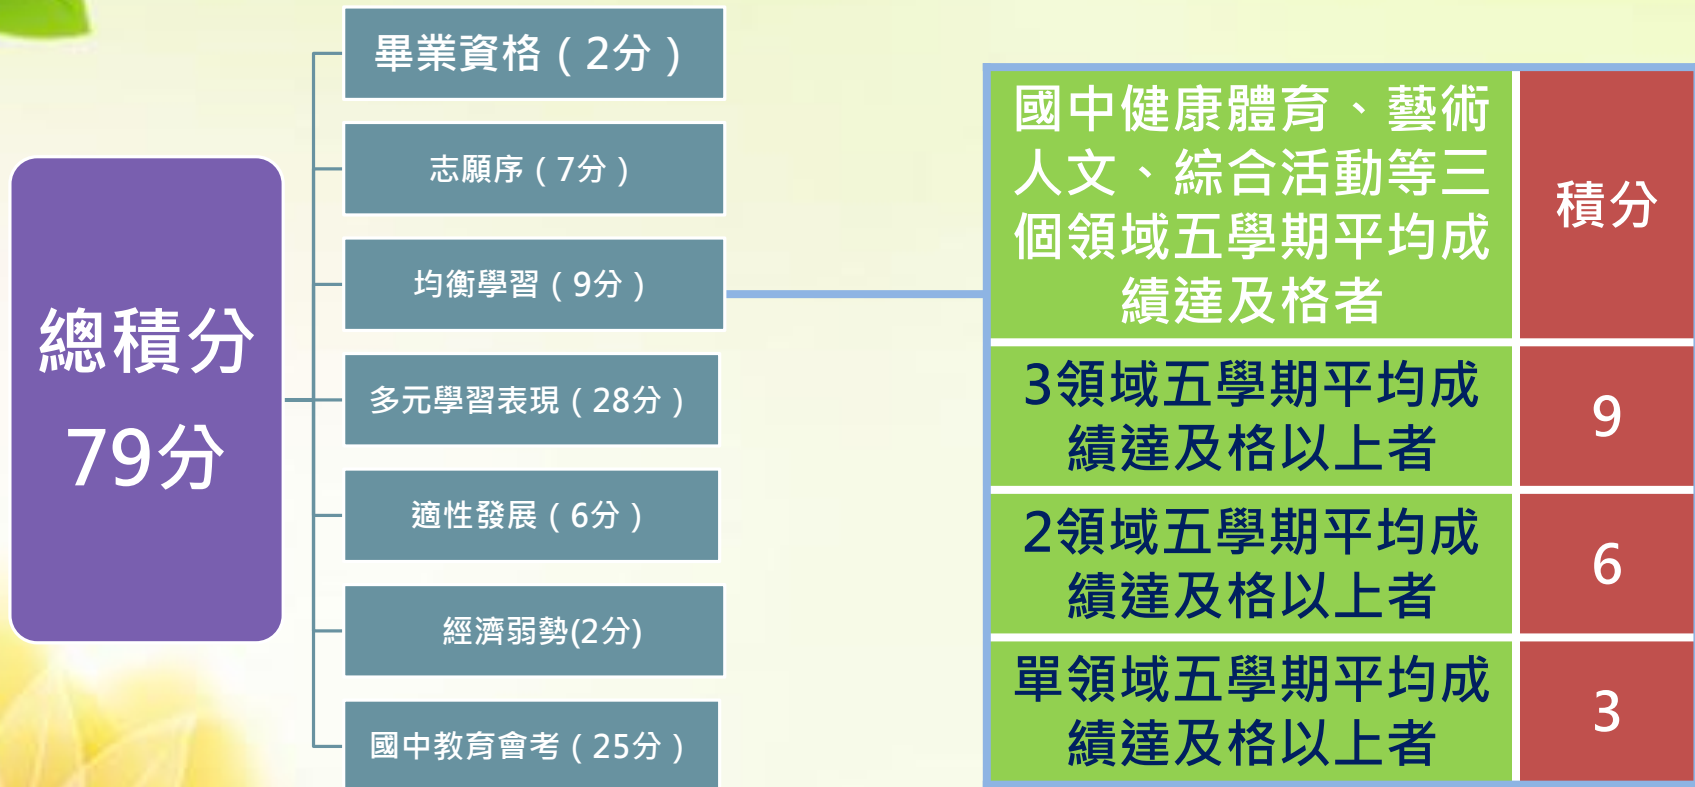 總積分
79分
畢業資格（2分）
志願序（7分）
均衡學習（9分）
多元學習表現（28分）
適性發展（6分）
經濟弱勢(2分)
國中教育會考（25分）
國中健康體育、藝術
人文、綜合活動等三
個領域五學期平均成
績達及格者
積分
3領域五學期平均成
績達及格以上者
9
2領域五學期平均成
績達及格以上者
6
單領域五學期平均成
績達及格以上者
3